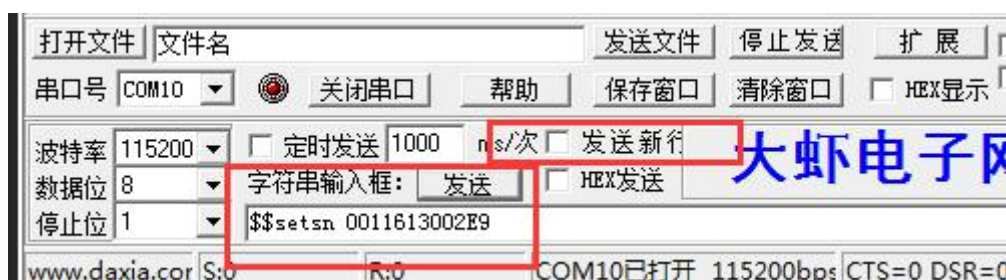 打开文件 文件名 发送文件 停止发送 扩展
串口号 COM10 关闭串口 帮助 保存窗口 清除窗口 HEX显示
波特率 115200 定时发送 1000 ms/次 发送新行
大虾电子网
数据位 8 字符串输入框: 发送 HEX发送
停止位 1 $$setsn 0011613002E9
www.daxia.cor S:0 R:0 COM10已打开 115200bps CTS=0 DSR=0